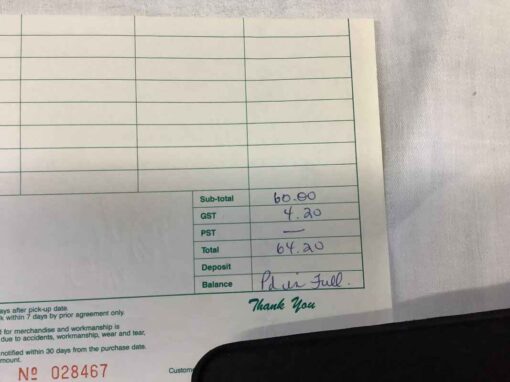 Sub-total 60.00
GST 4.20
PST —
Total 64.20
Deposit
Balance Pd in Full.
Thank You
ays after pick-up date.
k within 7 days by prior agreement only.
for merchandise and workmanship is
due to accidents, workmanship, wear and tear,
notified within 30 days from the purchase date.
mount.
Nº 028467
Custome